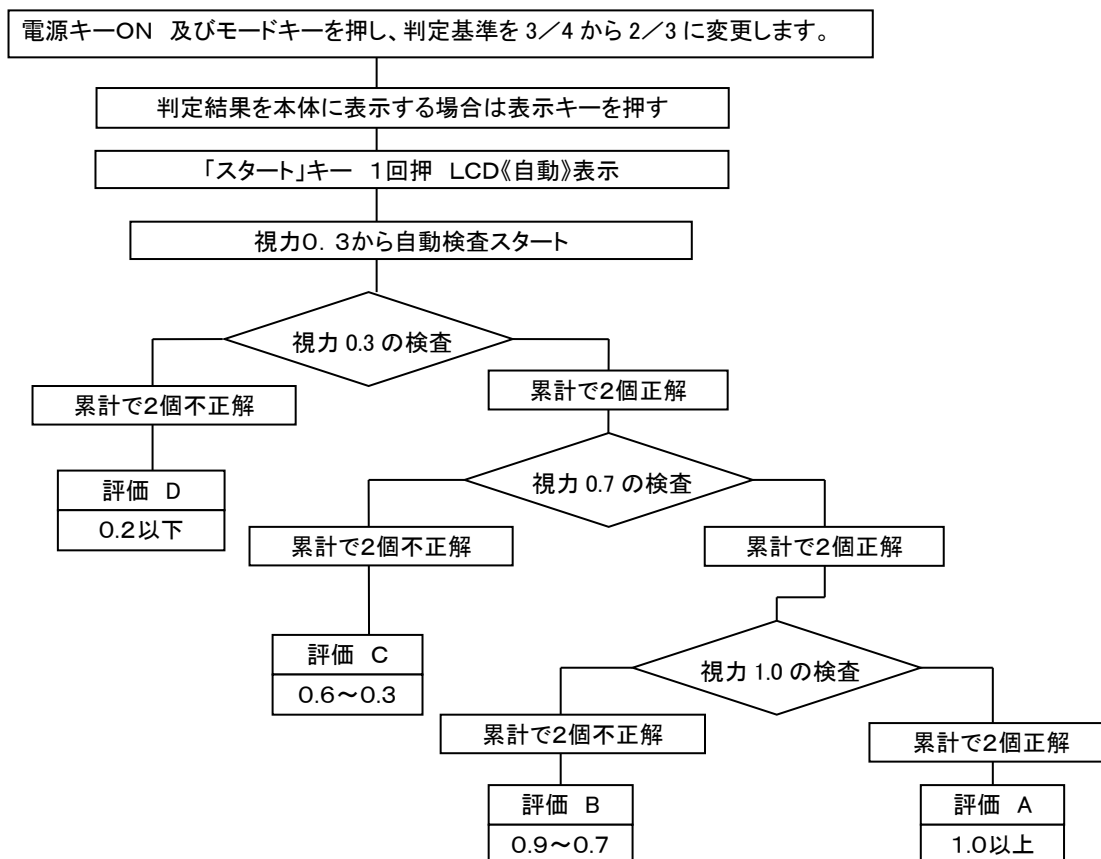 電源キーON 及びモードキーを押し、判定基準を 3/4 から 2/3 に変更します。
判定結果を本体に表示する場合は表示キーを押す
「スタート」キー 1回押 LCD《自動》表示
視力0.3から自動検査スタート
視力 0.3 の検査
累計で2個不正解
累計で2個正解
評価 D
0.2以下
視力 0.7 の検査
累計で2個不正解
累計で2個正解
評価 C
0.6~0.3
視力 1.0 の検査
累計で2個不正解
累計で2個正解
評価 B
0.9~0.7
評価 A
1.0以上